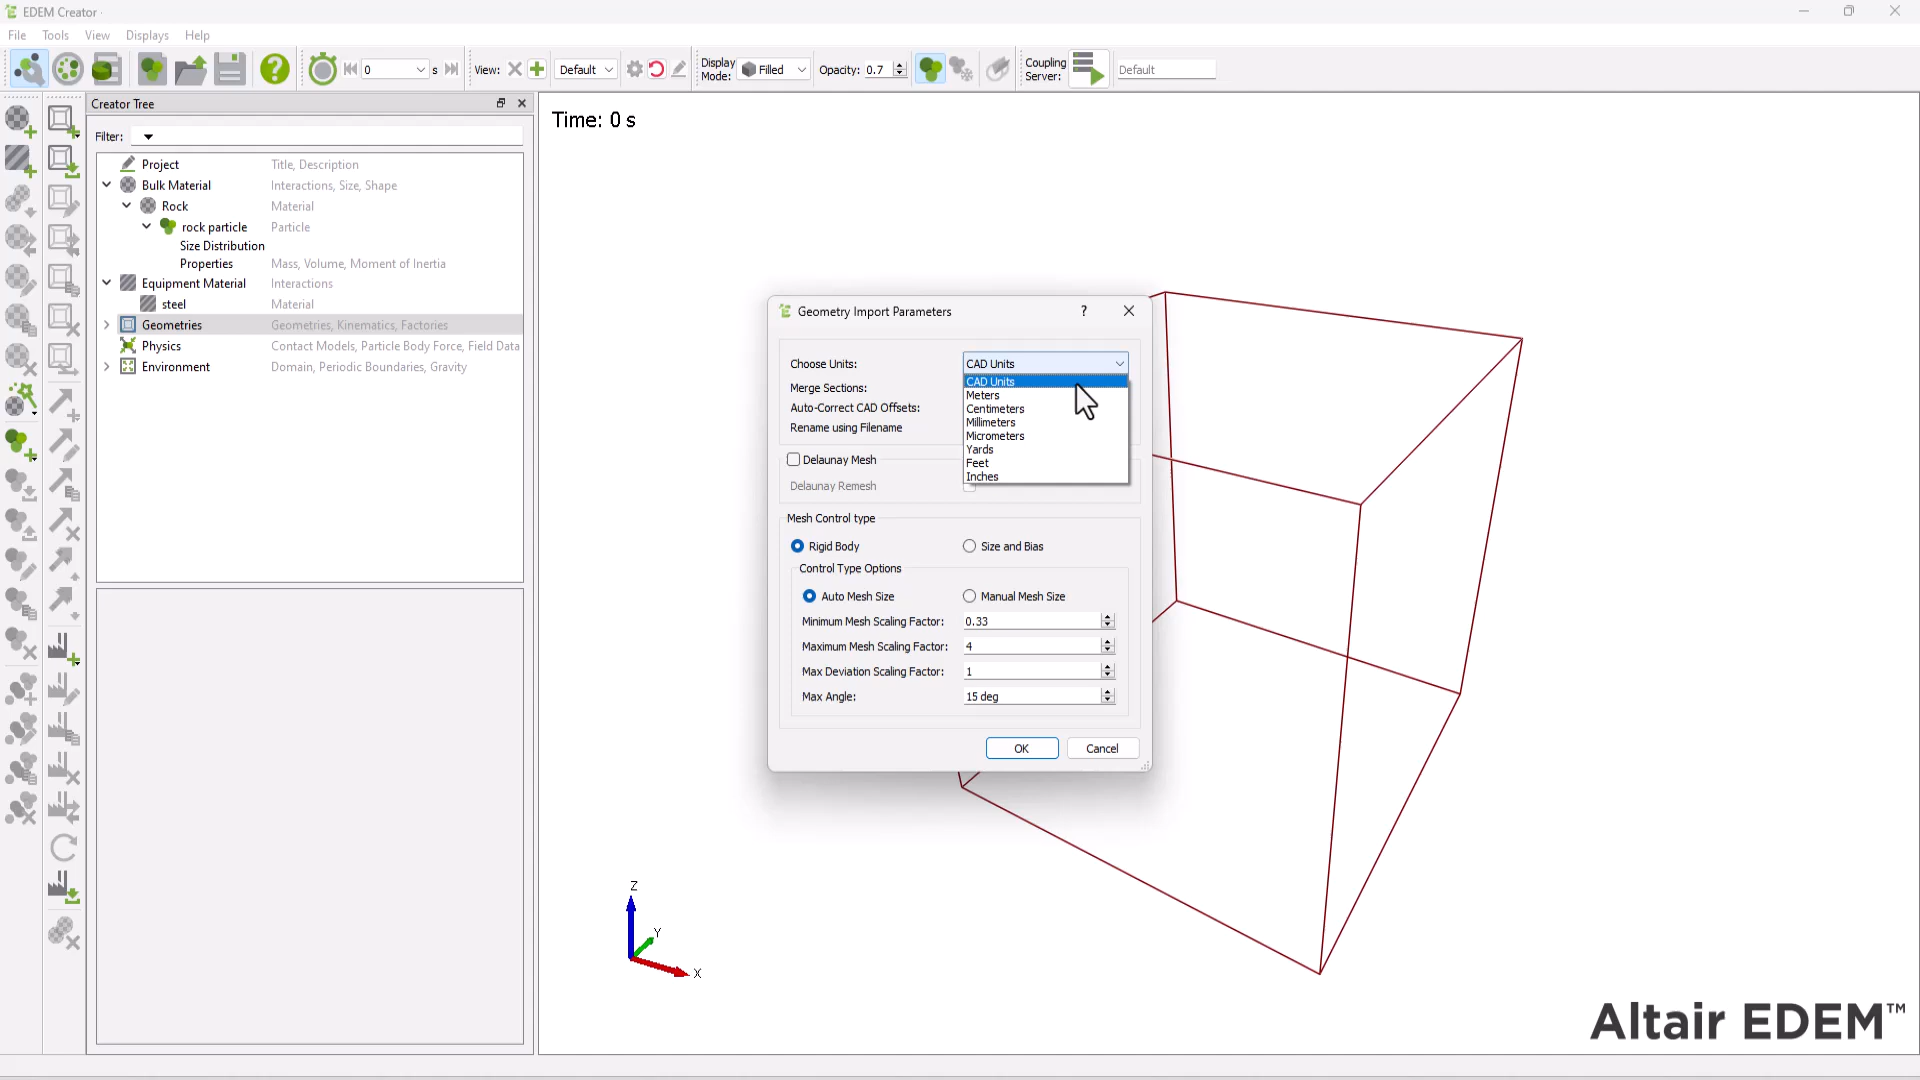 EDEM Creator -
File Tools View Displays Help
0 s View: Default Display Mode: Filled Opacity: 0.7 Coupling Server: Default
Creator Tree
Filter:
Project Title, Description
Bulk Material Interactions, Size, Shape
Rock Material
rock particle Particle
Size Distribution
Properties Mass, Volume, Moment of Inertia
Equipment Material Interactions
steel Material
Geometries Geometries, Kinematics, Factories
Physics Contact Models, Particle Body Force, Field Data
Environment Domain, Periodic Boundaries, Gravity
Time: 0 s
Geometry Import Parameters ?
Choose Units: CAD Units
CAD Units
Meters
Centimeters
Millimeters
Micrometers
Yards
Feet
Inches
Merge Sections:
Auto-Correct CAD Offsets:
Rename using Filename
Delaunay Mesh
Delaunay Remesh
Mesh Control type
Rigid Body Size and Bias
Control Type Options
Auto Mesh Size Manual Mesh Size
Minimum Mesh Scaling Factor: 0.33
Maximum Mesh Scaling Factor: 4
Max Deviation Scaling Factor: 1
Max Angle: 15 deg
OK Cancel
Z
Y
X
Altair EDEM™